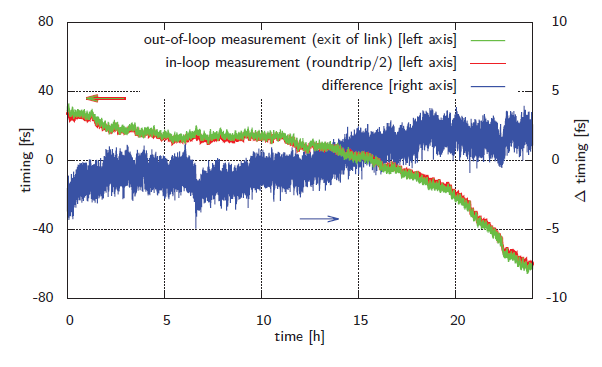 80
10
out-of-loop measurement (exit of link) [left axis]
in-loop measurement (roundtrip/2) [left axis]
difference [right axis]
40
5
timing [fs]
0
0
Δ timing [fs]
-40
-5
-80
-10
0
5
10
15
20
time [h]